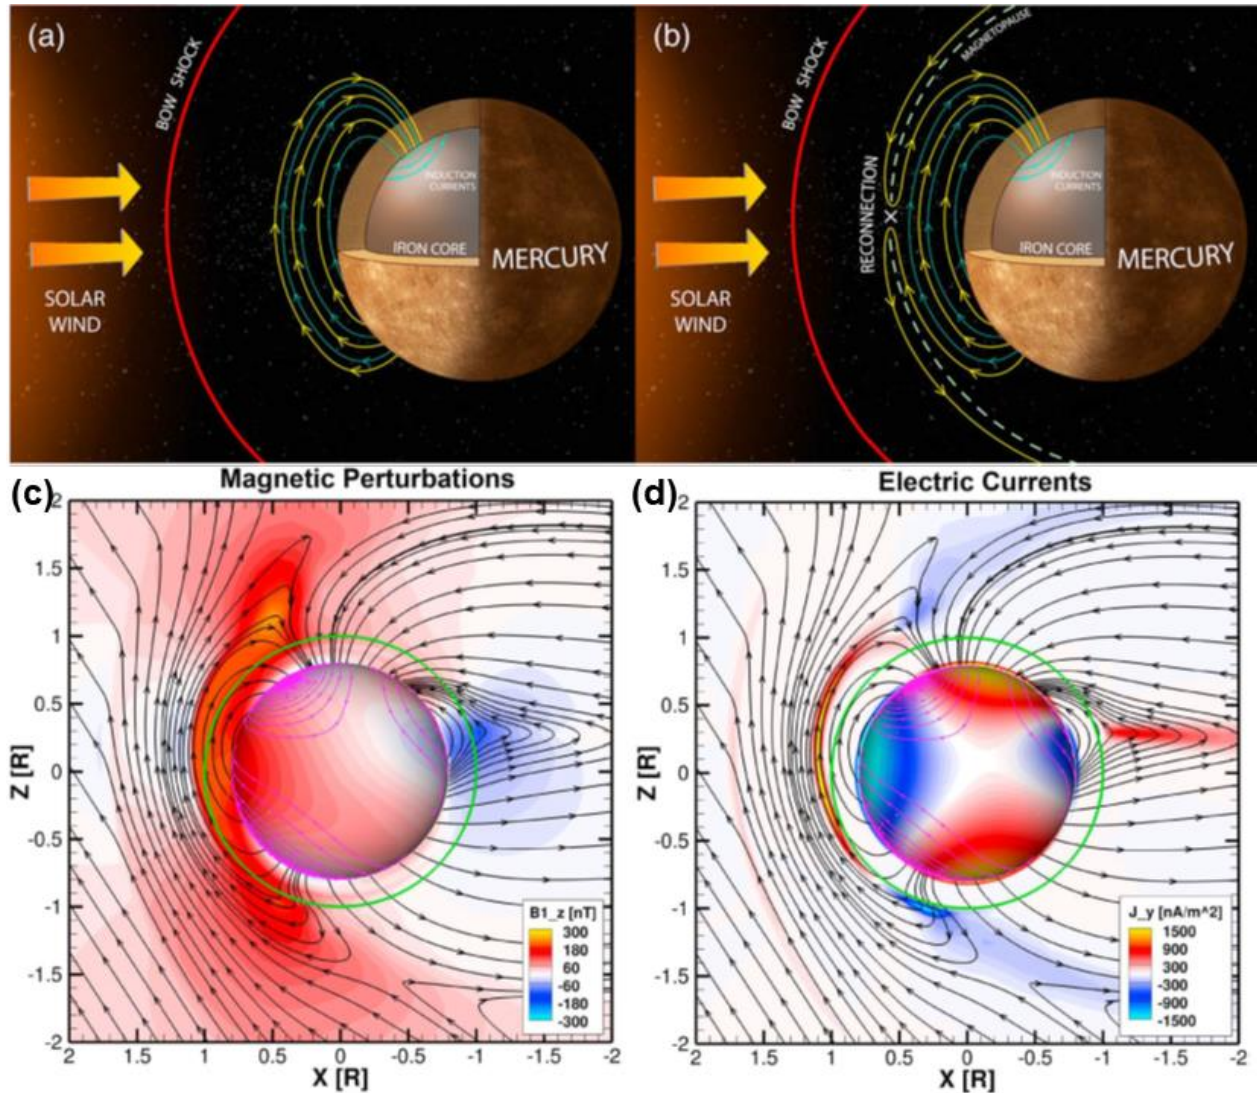 (a)
BOW SHOCK
SOLAR
WIND
INDUCTION
CURRENTS
IRON CORE
MERCURY
(b)
BOW SHOCK
MAGNETOPAUSE
RECONNECTION
X
SOLAR
WIND
INDUCTION
CURRENTS
IRON CORE
MERCURY
(c)
Magnetic Perturbations
2
1.5
1
0.5
0
-0.5
-1
-1.5
-2
Z [R]
B1_z [nT]
300
180
60
-60
-180
-300
2
1.5
1
0.5
0
-0.5
-1
-1.5
-2
X [R]
(d)
Electric Currents
2
1.5
1
0.5
0
-0.5
-1
-1.5
-2
Z [R]
J_y [nA/m^2]
1500
900
300
-300
-900
-1500
2
1.5
1
0.5
0
-0.5
-1
-1.5
-2
X [R]